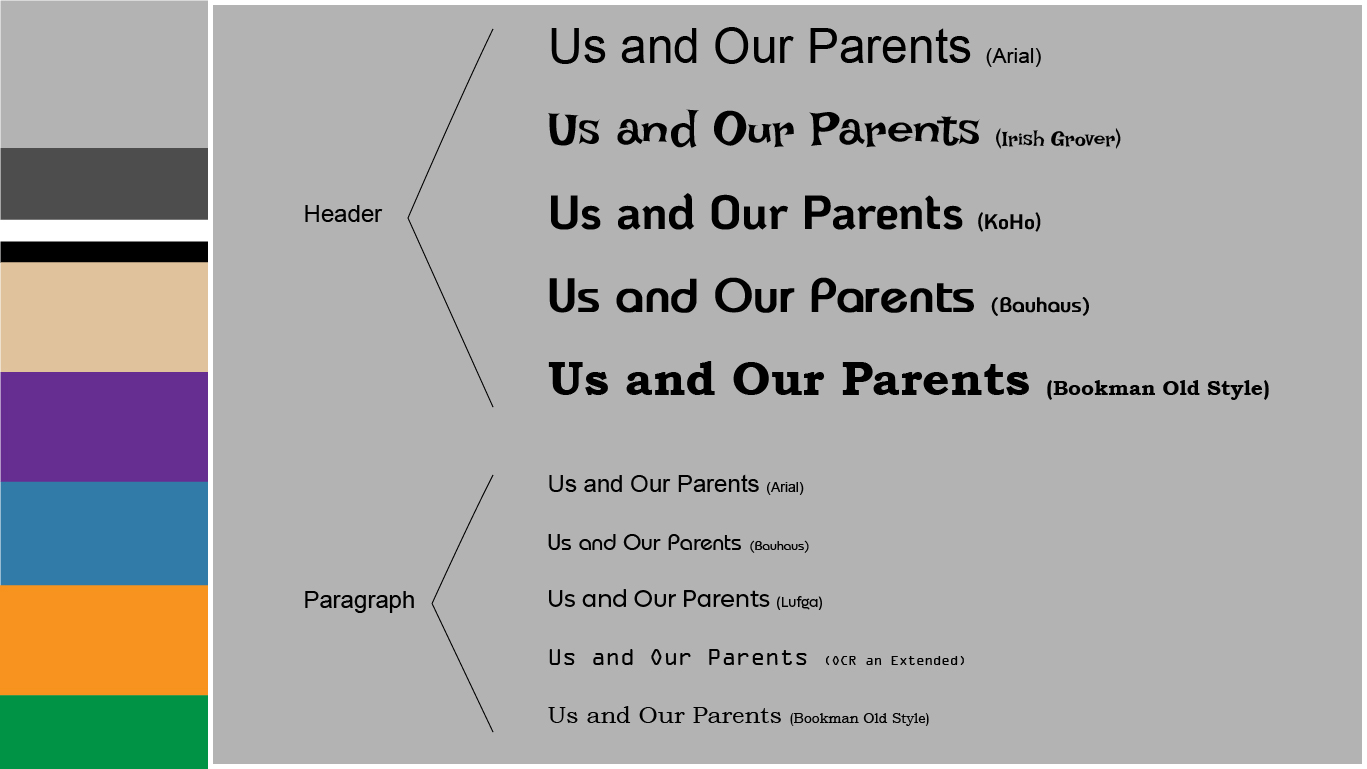 Us and Our Parents (Arial)
Us and Our Parents (Irish Grover)
Header
Us and Our Parents (KoHo)
Us and Our Parents (Bauhaus)
Us and Our Parents (Bookman Old Style)
Us and Our Parents (Arial)
Us and Our Parents (Bauhaus)
Paragraph
Us and Our Parents (Lufga)
Us and Our Parents (OCR an Extended)
Us and Our Parents (Bookman Old Style)